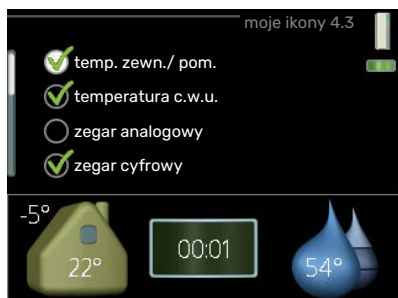 moje ikony 4.3
temp. zewn./ pom.
temperatura c.w.u.
zegar analogowy
zegar cyfrowy
-5°
22°
00:01
54°